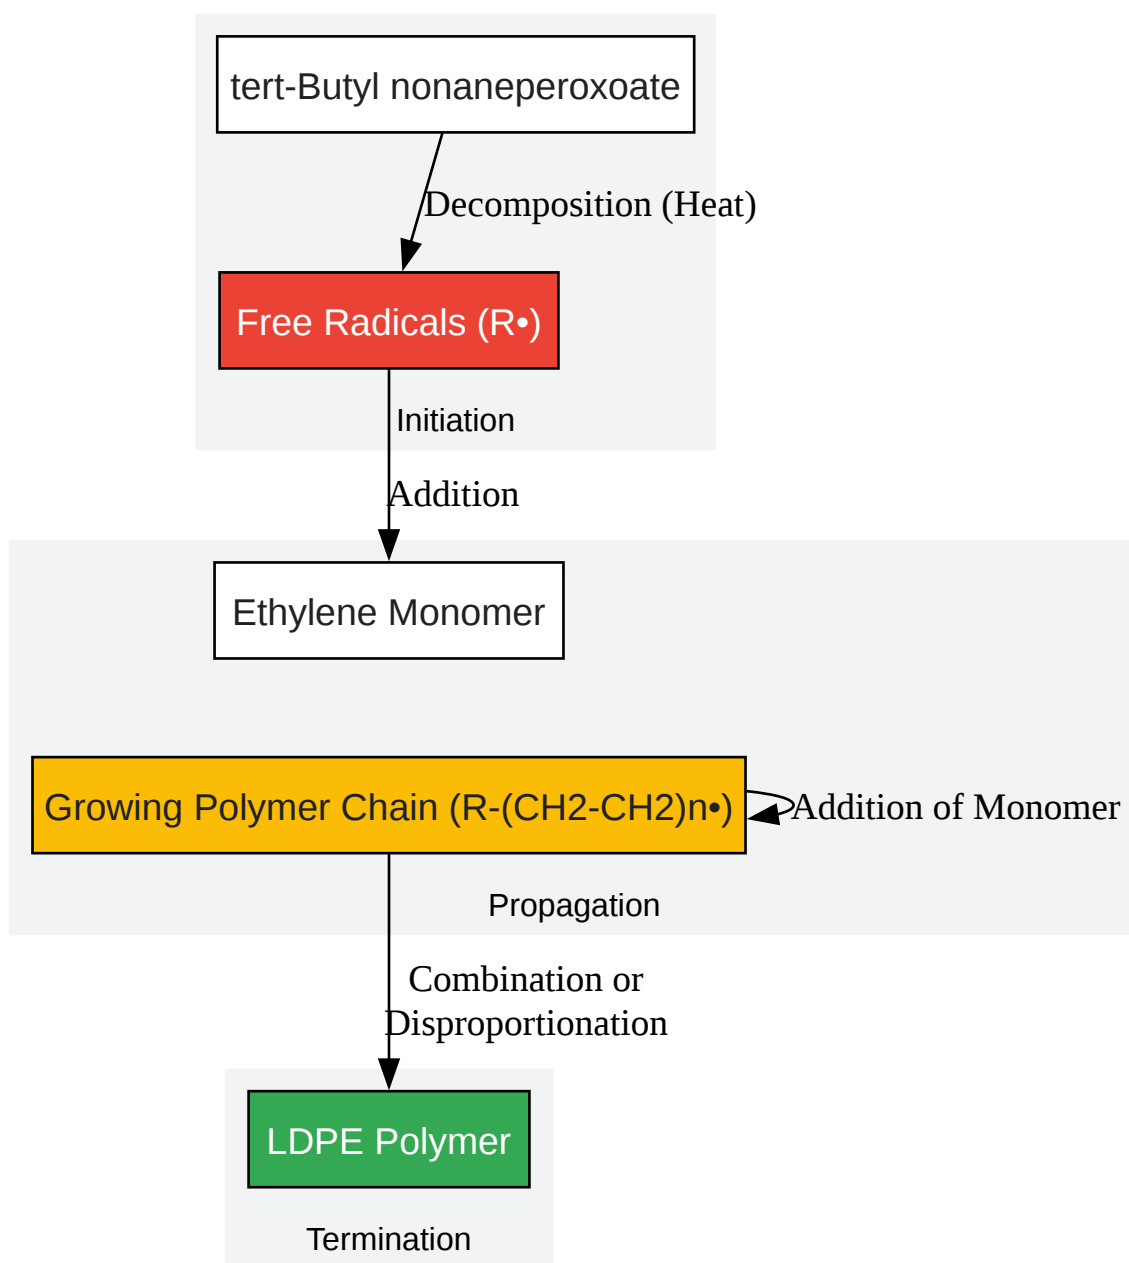 tert-Butyl nonaneperoxoate
Decomposition (Heat)
Free Radicals (R•)
Initiation
Addition
Ethylene Monomer
Growing Polymer Chain (R-(CH2-CH2)n•)
Addition of Monomer
Propagation
Combination or
Disproportionation
LDPE Polymer
Termination